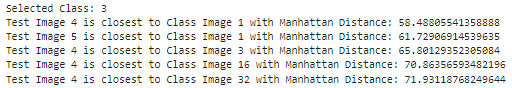 Selected Class: 3
Test Image 4 is closest to Class Image 1 with Manhattan Distance: 58.48805541358888
Test Image 5 is closest to Class Image 1 with Manhattan Distance: 61.72906914539635
Test Image 4 is closest to Class Image 3 with Manhattan Distance: 65.80129352305084
Test Image 4 is closest to Class Image 16 with Manhattan Distance: 70.86356593482196
Test Image 4 is closest to Class Image 32 with Manhattan Distance: 71.93118768249644